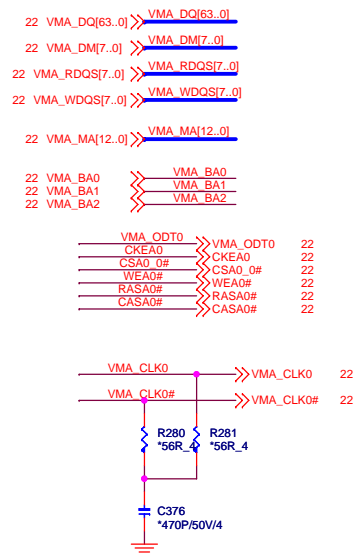 22 VMA_DQ[63..0] VMA_DQ[63..0]
22 VMA_DM[7..0] VMA_DM[7..0]
22 VMA_RDQS[7..0] VMA_RDQS[7..0]
22 VMA_WDQS[7..0] VMA_WDQS[7..0]
22 VMA_MA[12..0] VMA_MA[12..0]
22 VMA_BA0 VMA_BA0
22 VMA_BA1 VMA_BA1
22 VMA_BA2 VMA_BA2
VMA_ODT0 VMA_ODT0 22
CKEA0 CKEA0 22
CSA0_0# CSA0_0# 22
WEA0# WEA0# 22
RASA0# RASA0# 22
CASA0# CASA0# 22
VMA_CLK0 VMA_CLK0 22
VMA_CLK0# VMA_CLK0# 22
R280 R281
*56R_4 *56R_4
C376
*470P/50V/4